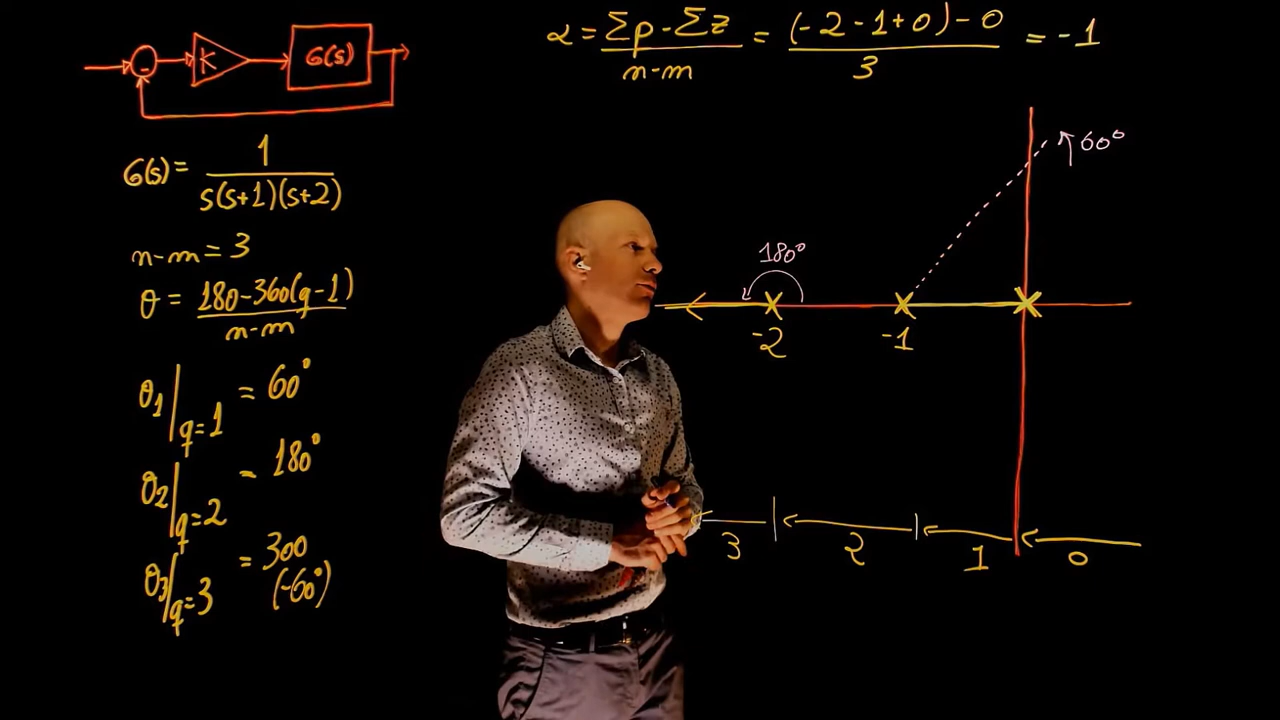 K G(s)
α = Σp - Σz / n-m = (-2-1+0)-0 / 3 = -1
G(s) = 1 / s(s+1)(s+2)
n-m = 3
θ = 180-360(q-1) / n-m
θ1|q=1 = 60°
θ2|q=2 = 180°
θ3|q=3 = 300
(-60°)
60°
180°
-2 -1
3 2 1 0